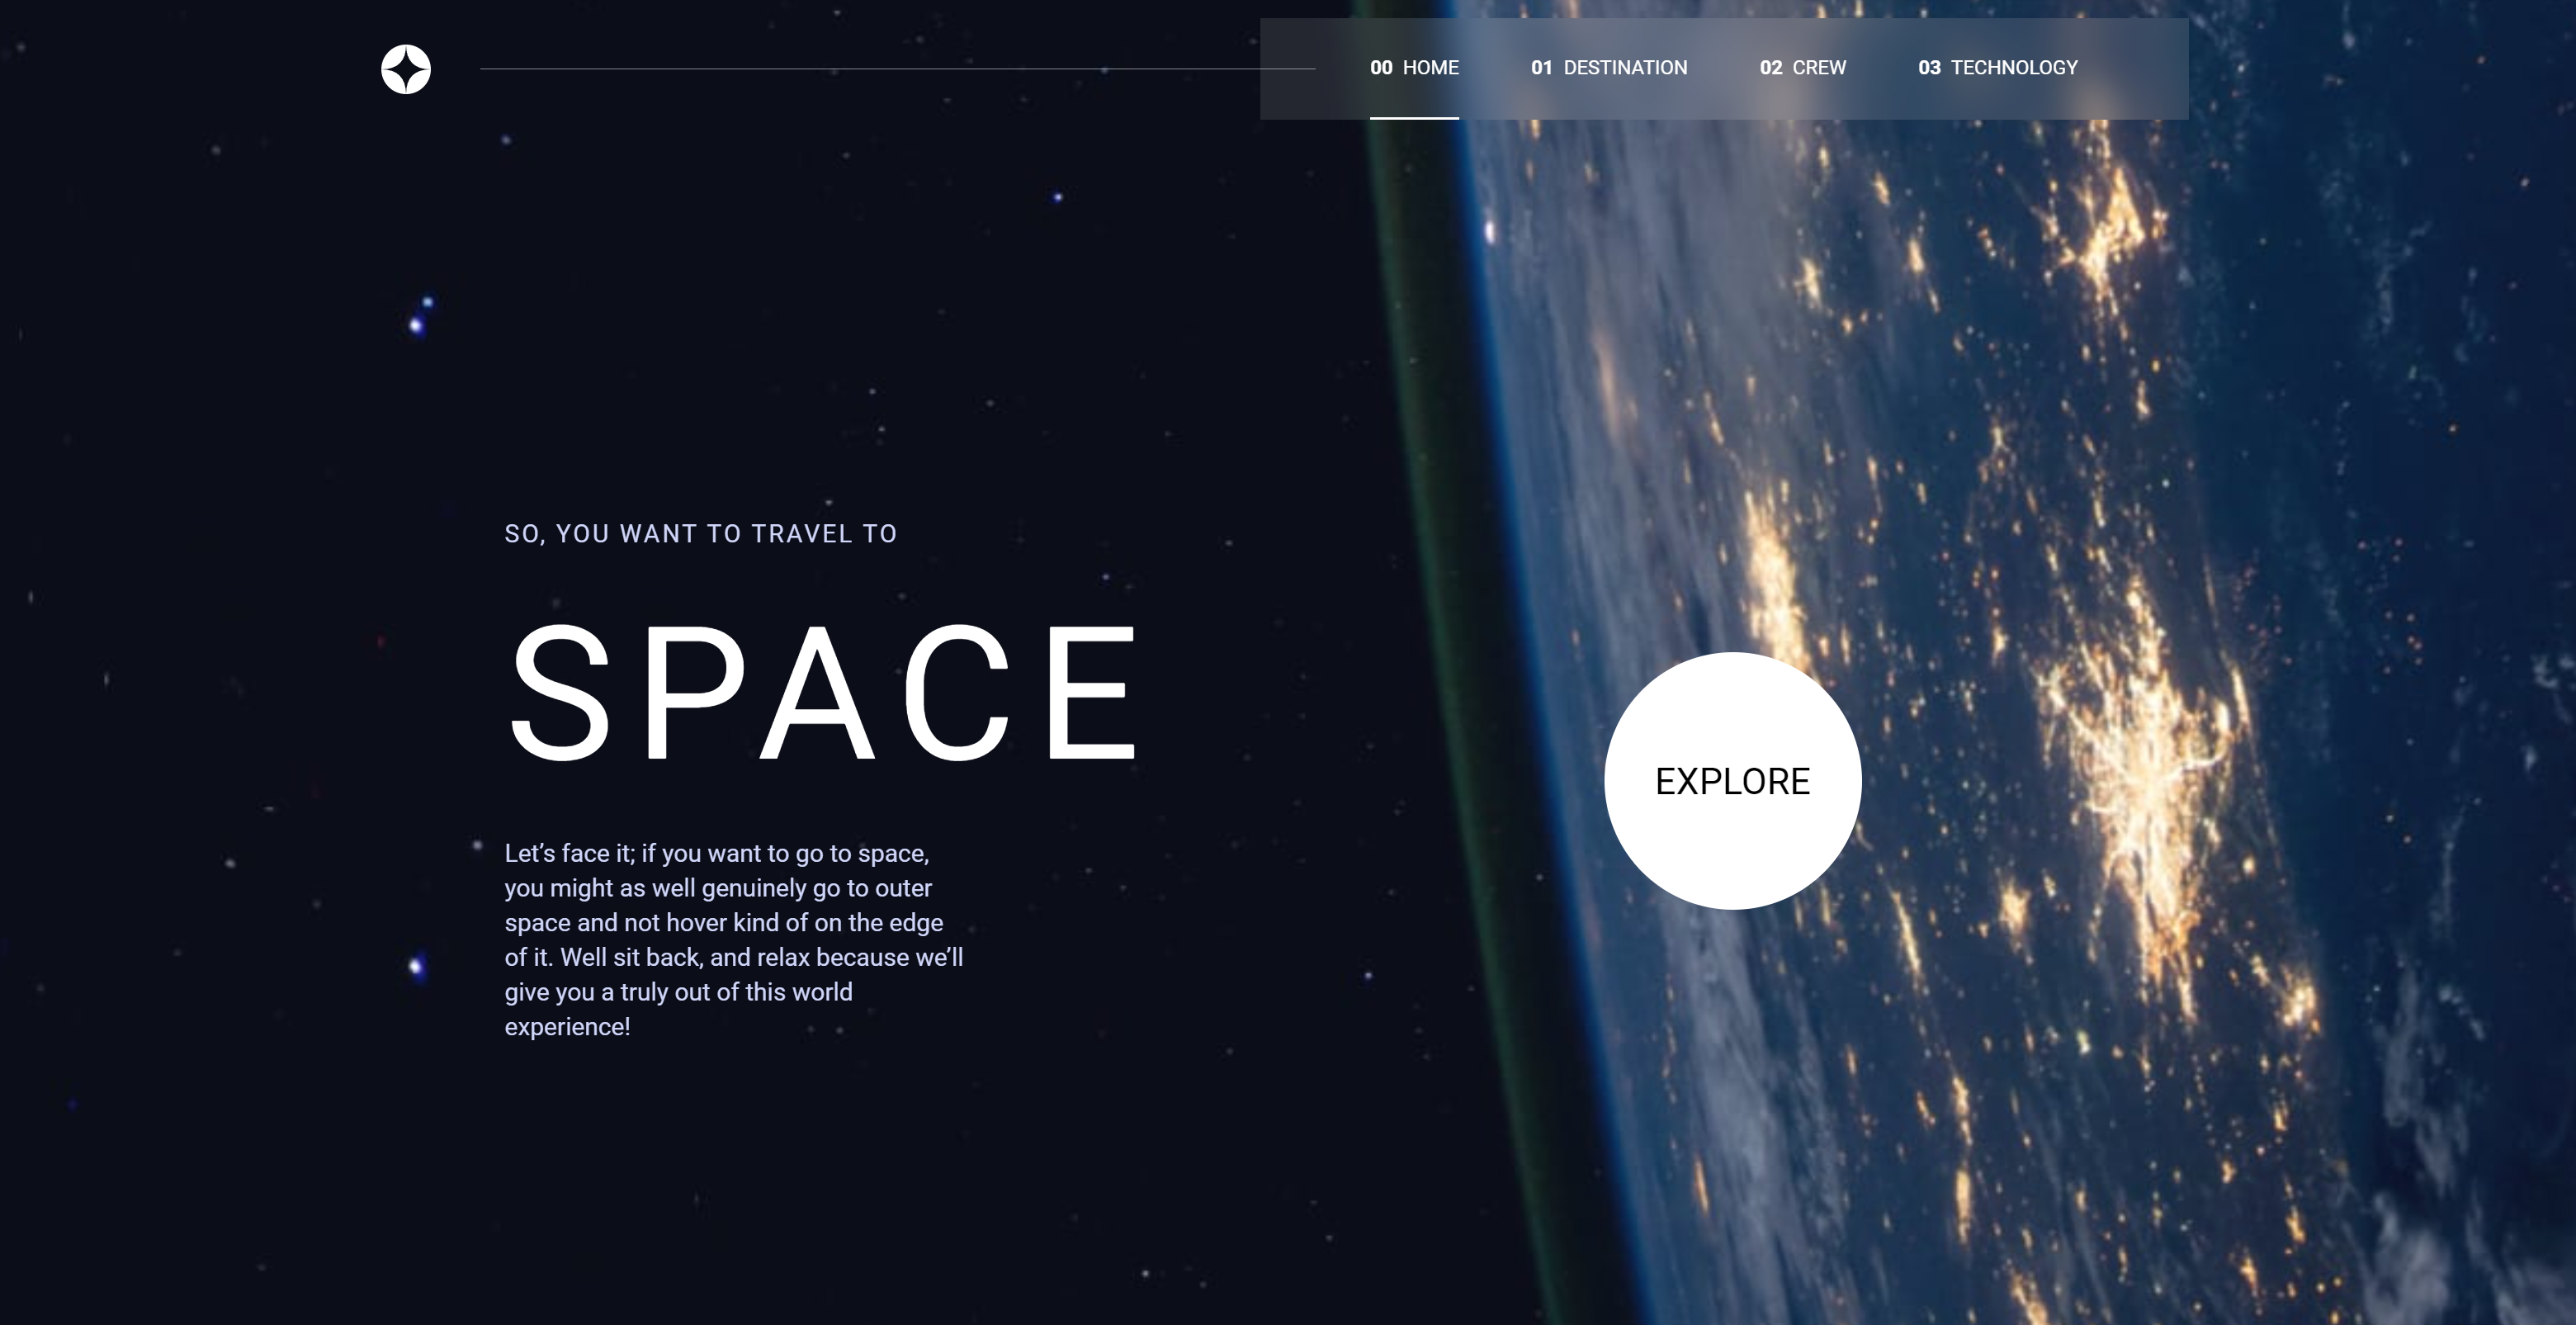 00 HOME 01 DESTINATION 02 CREW 03 TECHNOLOGY
SO, YOU WANT TO TRAVEL TO
SPACE
Let’s face it; if you want to go to space,
you might as well genuinely go to outer
space and not hover kind of on the edge
of it. Well sit back, and relax because we’ll
give you a truly out of this world
experience!
EXPLORE